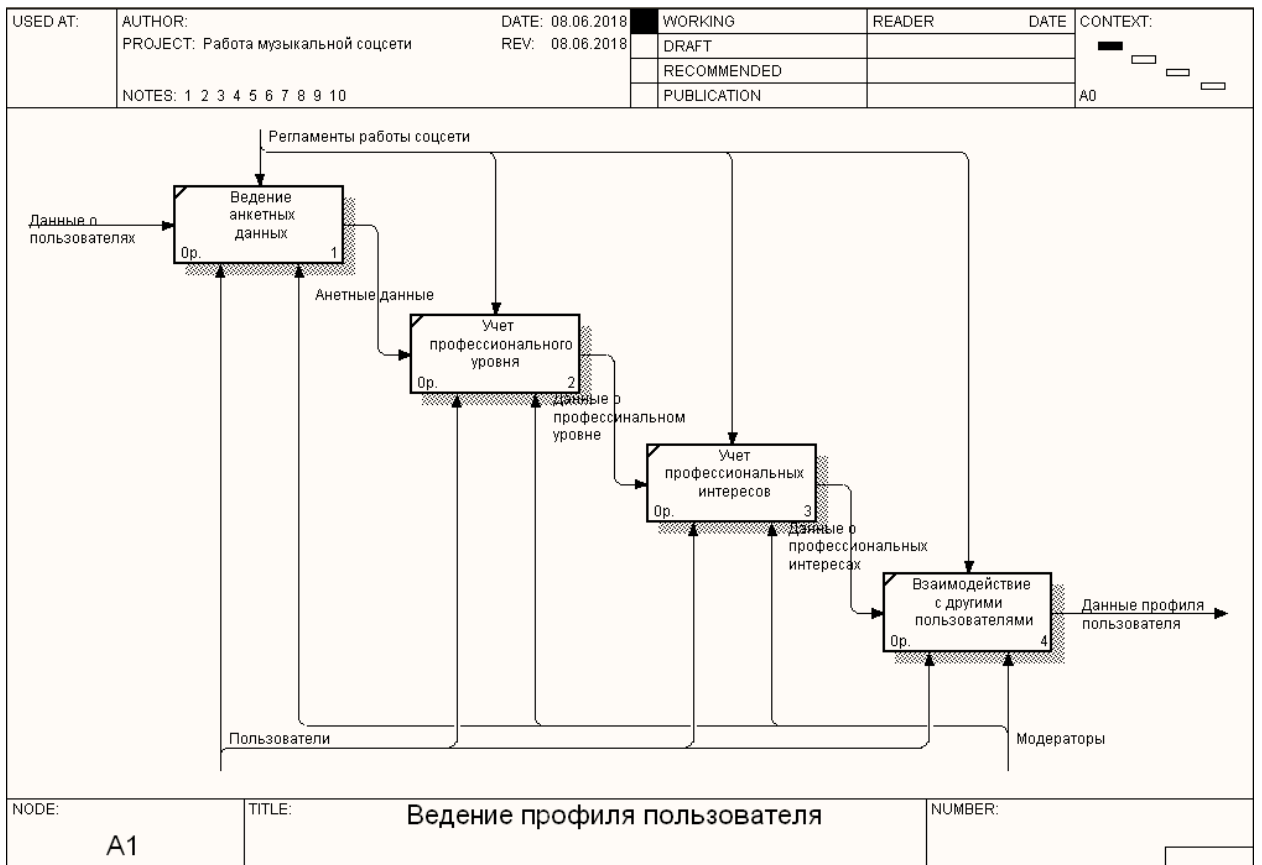 USED AT:
AUTHOR:
DATE: 08.06.2018
PROJECT: Работа музыкальной соцсети
REV: 08.06.2018
NOTES: 1 2 3 4 5 6 7 8 9 10
WORKING
DRAFT
RECOMMENDED
PUBLICATION
READER DATE
CONTEXT:
A0
Регламенты работы соцсети
Данные о
пользователях
Ведение
анкетных
данных
0р. 1
Анетные данные
Учет
профессионального
уровня
0р. 2
Данные о
профессинальном
уровне
Учет
профессиональных
интересов
0р. 3
Данные о
профессиональных
интересах
Взаимодействие
с другими
пользователями
0р. 4
Данные профиля
пользователя
Пользователи
Модераторы
NODE:
A1
TITLE:
Ведение профиля пользователя
NUMBER: